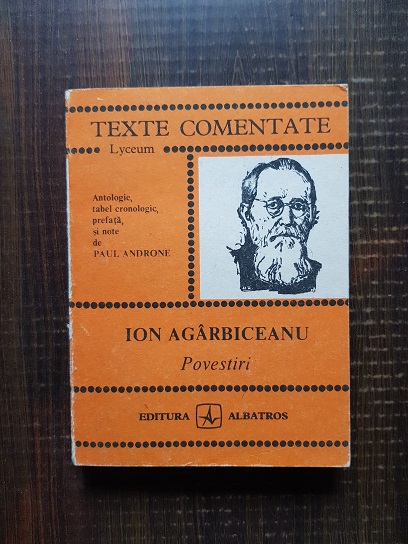 TEXTE COMENTATE
Lyceum
Antologie,
tabel cronologic,
prefață,
și note
de
PAUL ANDRONE
ION AGÂRBICEANU
Povestiri
EDITURA ALBATROS